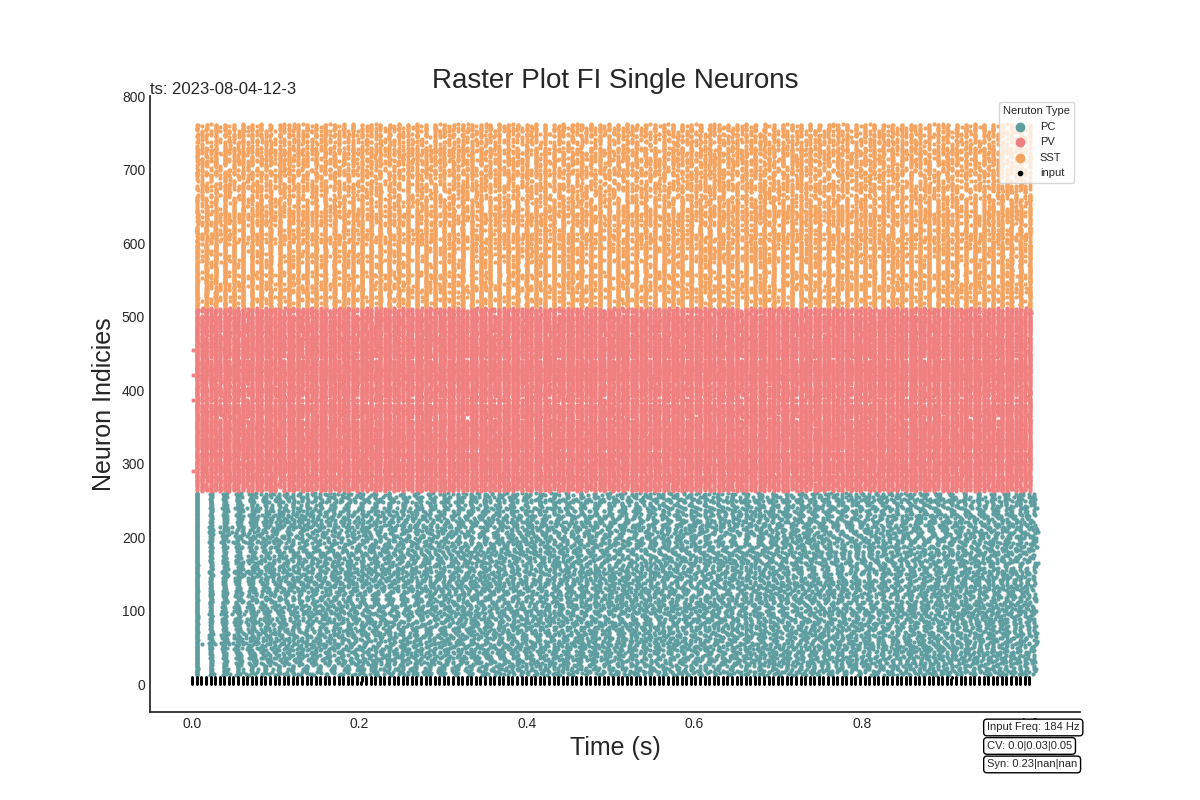 Raster Plot FI Single Neurons
ts: 2023-08-04-12-3
Neruton Type
PC
PV
SST
input
800
700
600
500
400
300
200
100
0
Neuron Indicies
0.0 0.2 0.4 0.6 0.8
Time (s)
Input Freq: 184 Hz
CV: 0.0|0.03|0.05
Syn: 0.23|nan|nan